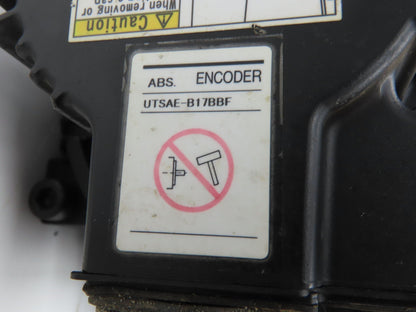 Caution
When removing or
ABS. ENCODER
UTSAE-B17BBF